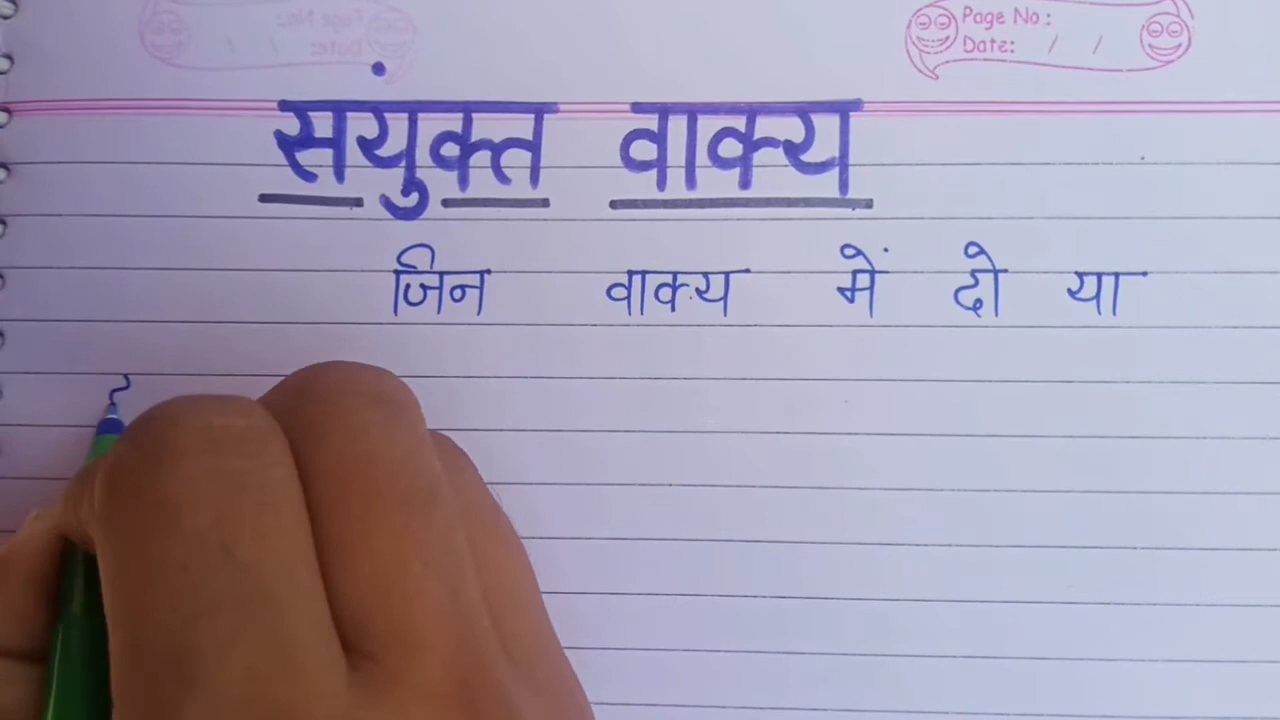 Page No:
Date: / /
सयुंक्त वाक्य
जिन वाक्य में दो या